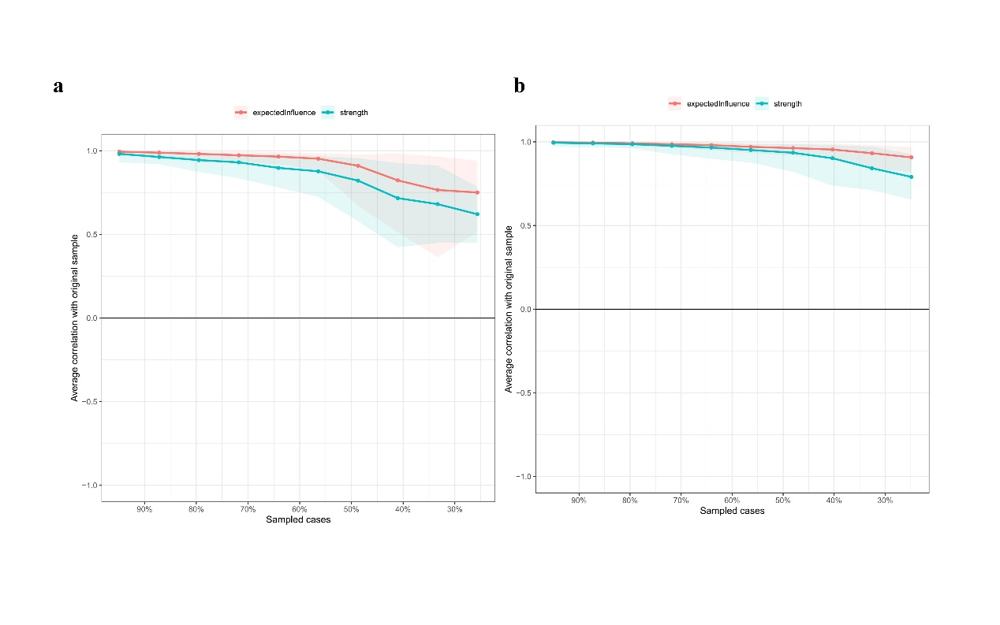 a
expectedInfluence strength
Average correlation with original sample
1.0
0.5
0.0
−0.5
−1.0
90% 80% 70% 60% 50% 40% 30%
Sampled cases
b
expectedInfluence strength
Average correlation with original sample
1.0
0.5
0.0
−0.5
−1.0
90% 80% 70% 60% 50% 40% 30%
Sampled cases